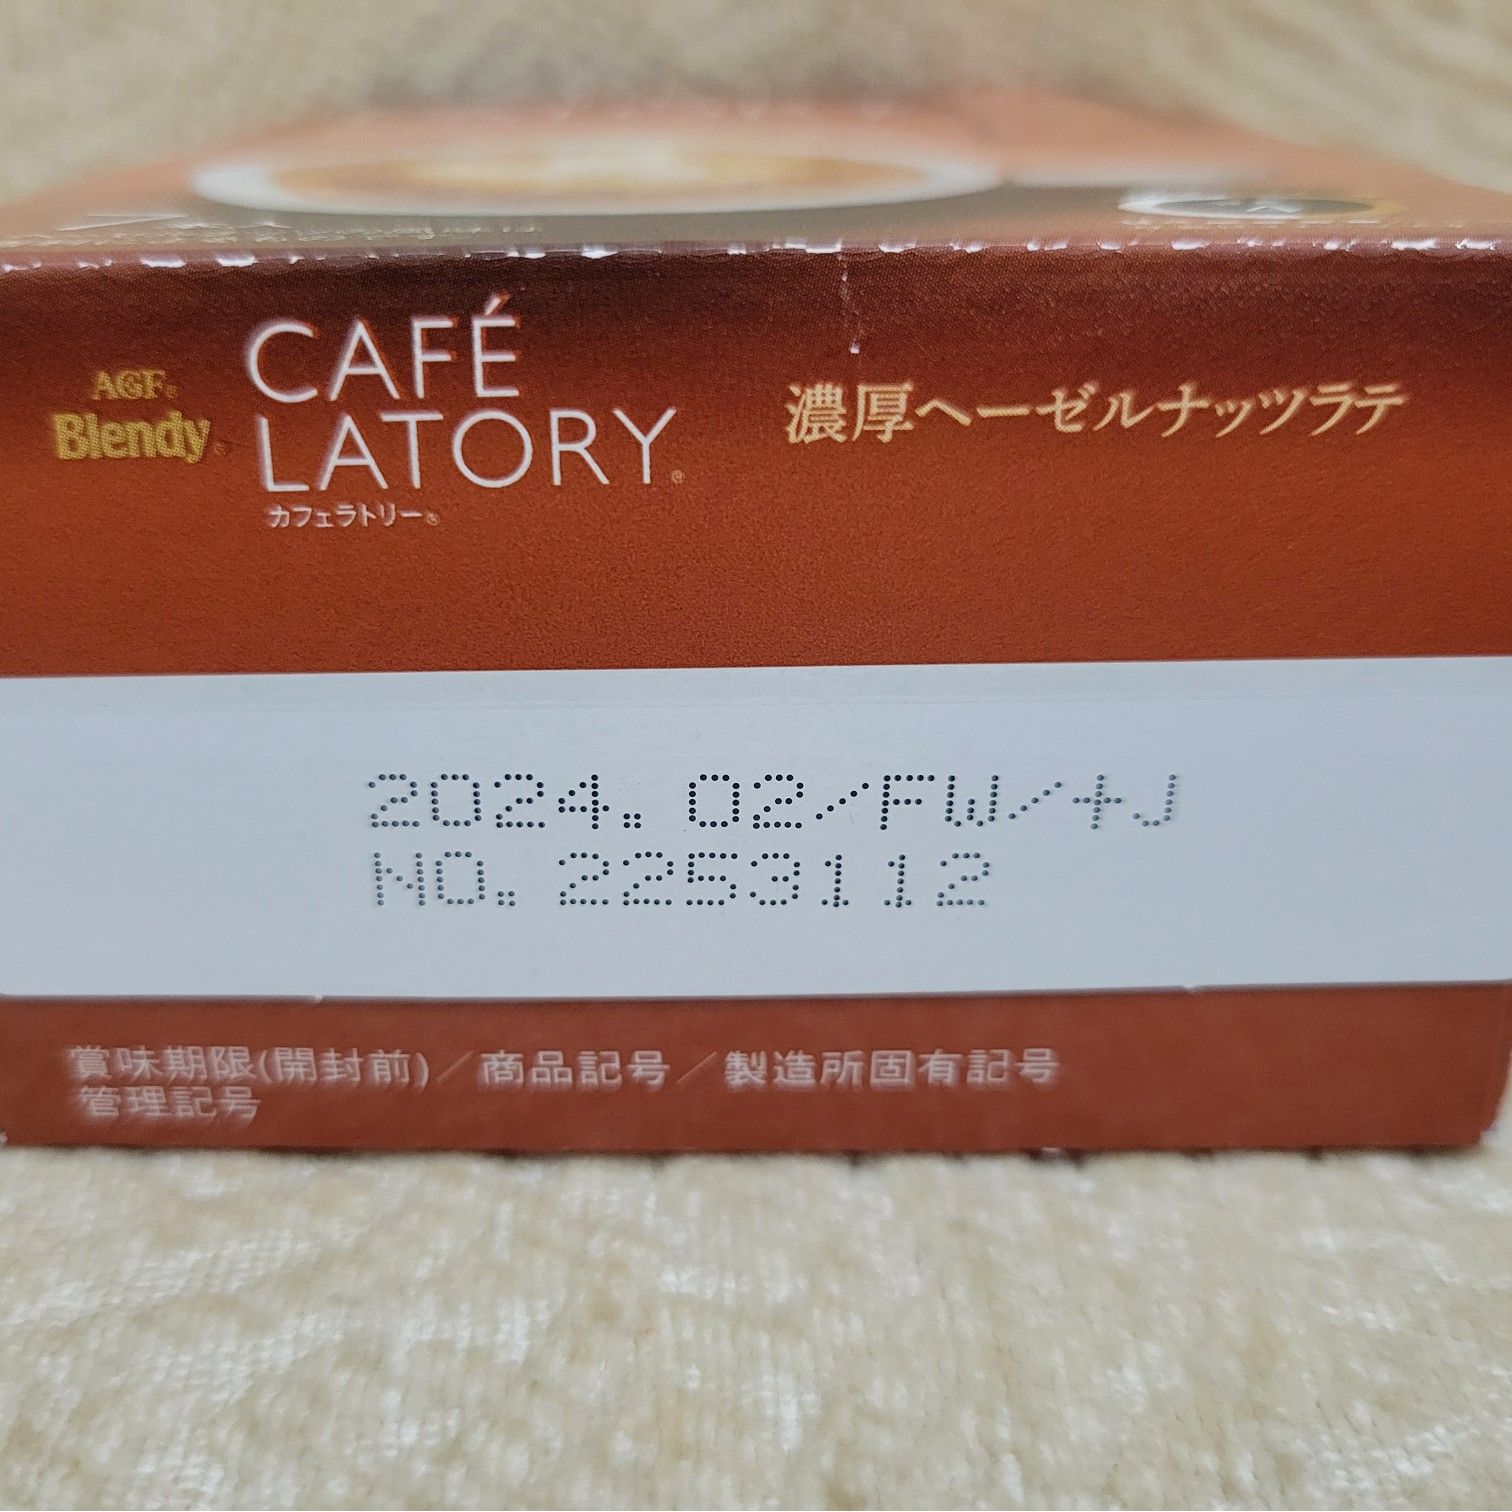 AGF®
Blendy®
CAFÉ
LATORY®
カフェラトリー®
濃厚ヘーゼルナッツラテ
2024.02/FW/+J
NO.2253112
賞味期限(開封前)/商品記号/製造所固有記号
管理記号